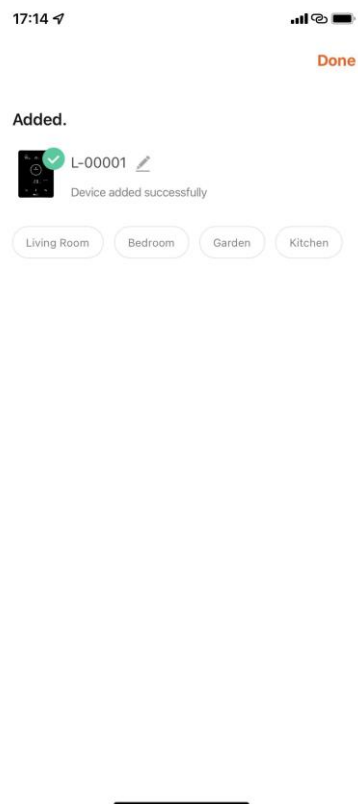 17:14
Done
Added.
L-00001
Device added successfully
Living Room
Bedroom
Garden
Kitchen